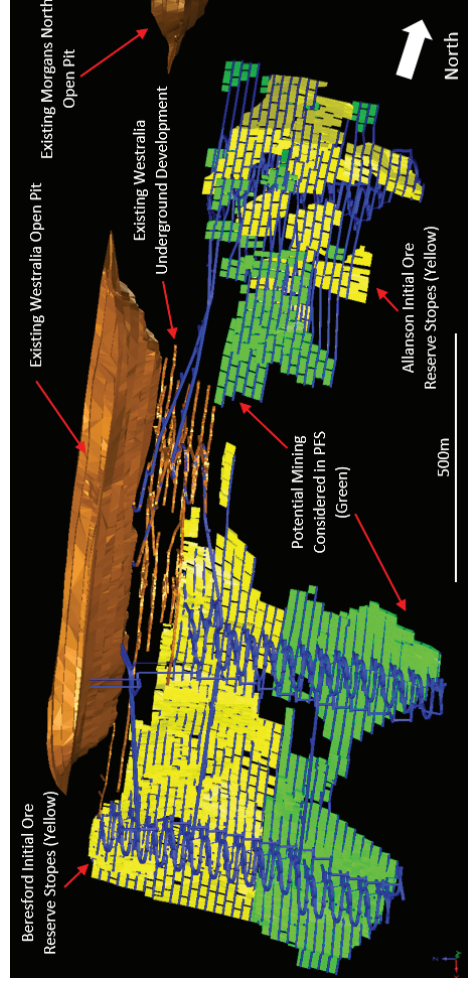 Existing Morgans North
Open Pit
Existing Westralia Open Pit
Existing Westralia
Underground Development
Beresford Initial Ore
Reserve Stopes (Yellow)
North
Allanson Initial Ore
Reserve Stopes (Yellow)
Potential Mining
Considered in PFS
(Green)
500m